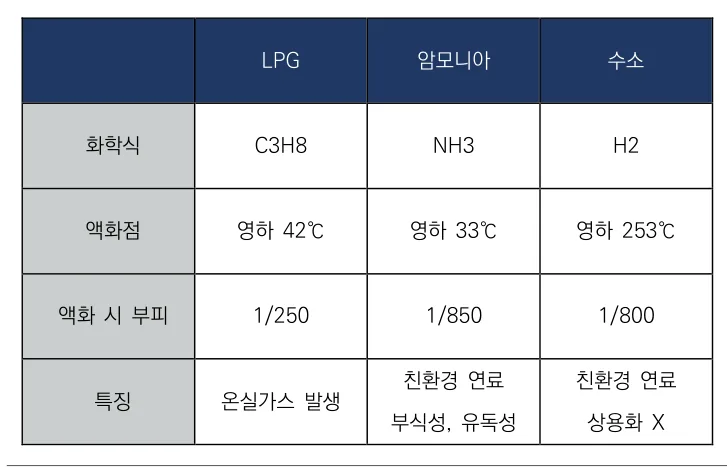 LPG 암모니아 수소
화학식 C3H8 NH3 H2
액화점 영하 42℃ 영하 33℃ 영하 253℃
액화 시 부피 1/250 1/850 1/800
특징 온실가스 발생 친환경 연료 친환경 연료
부식성, 유독성 상용화 X